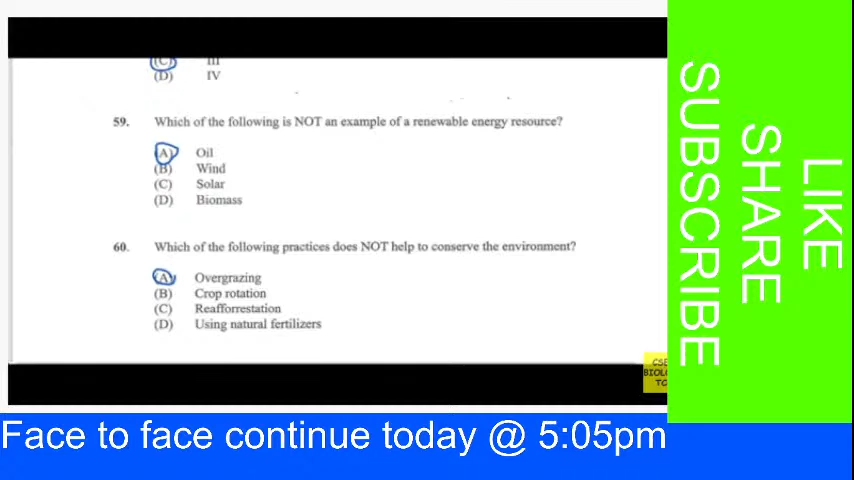 (C) III
(D) IV
59. Which of the following is NOT an example of a renewable energy resource?
(A) Oil
(B) Wind
(C) Solar
(D) Biomass
60. Which of the following practices does NOT help to conserve the environment?
(A) Overgrazing
(B) Crop rotation
(C) Reafforrestation
(D) Using natural fertilizers
LIKE
SHARE
SUBSCRIBE
Face to face continue today @ 5:05pm